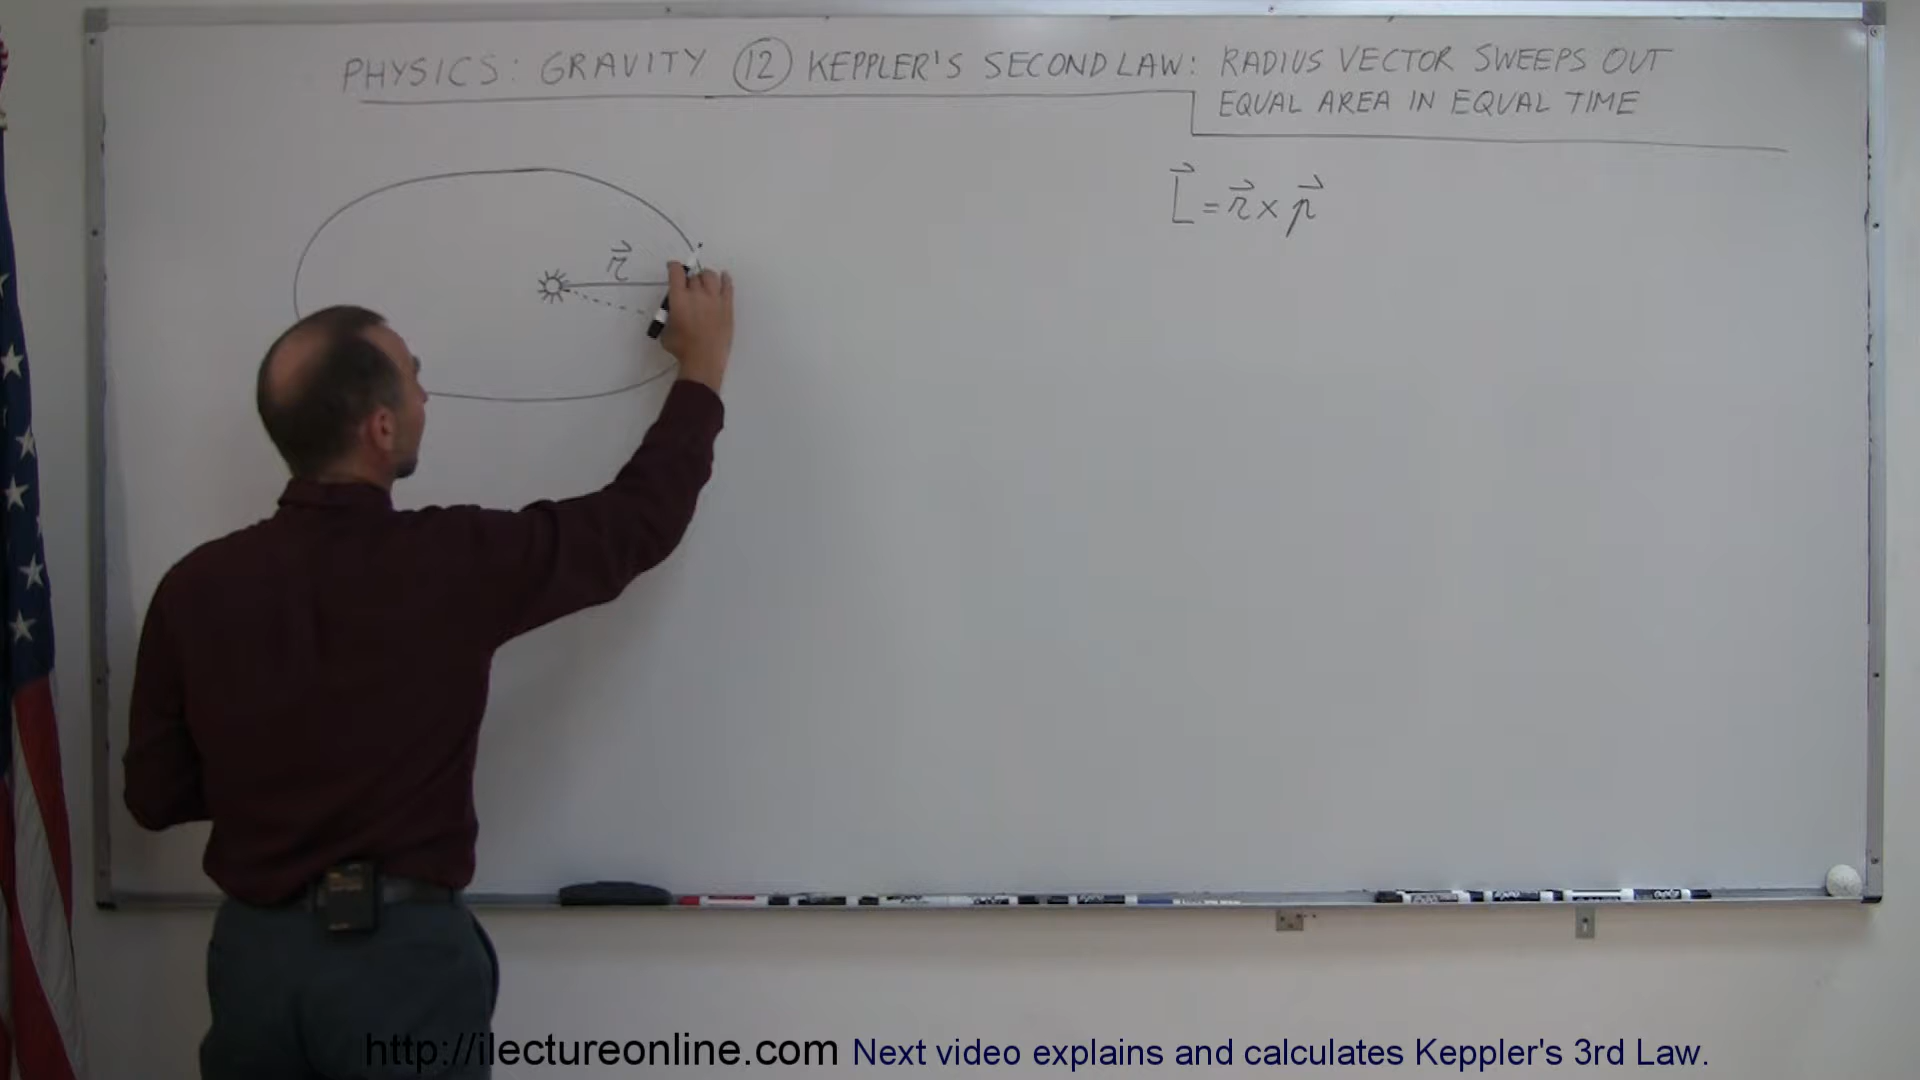 PHYSICS: GRAVITY 12 KEPPLER'S SECOND LAW: RADIUS VECTOR SWEEPS OUT
EQUAL AREA IN EQUAL TIME
L = r × p
r
http://ilectureonline.com Next video explains and calculates Keppler's 3rd Law.